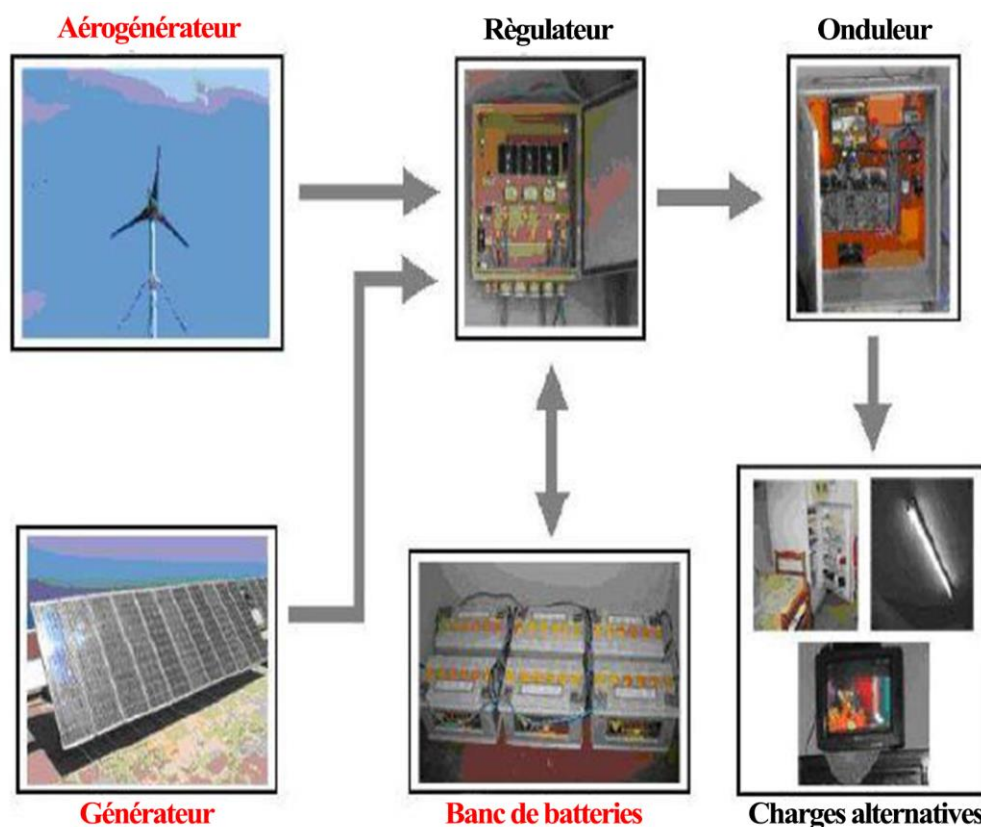 Aérogénérateur
Règulateur
Onduleur
Générateur
Banc de batteries
Charges alternatives